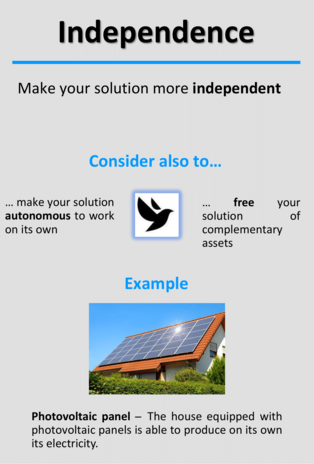 Independence
Make your solution more independent
Consider also to…
… make your solution
autonomous to work
on its own
… free your
solution of
complementary
assets
Example
Photovoltaic panel – The house equipped with
photovoltaic panels is able to produce on its own
its electricity.